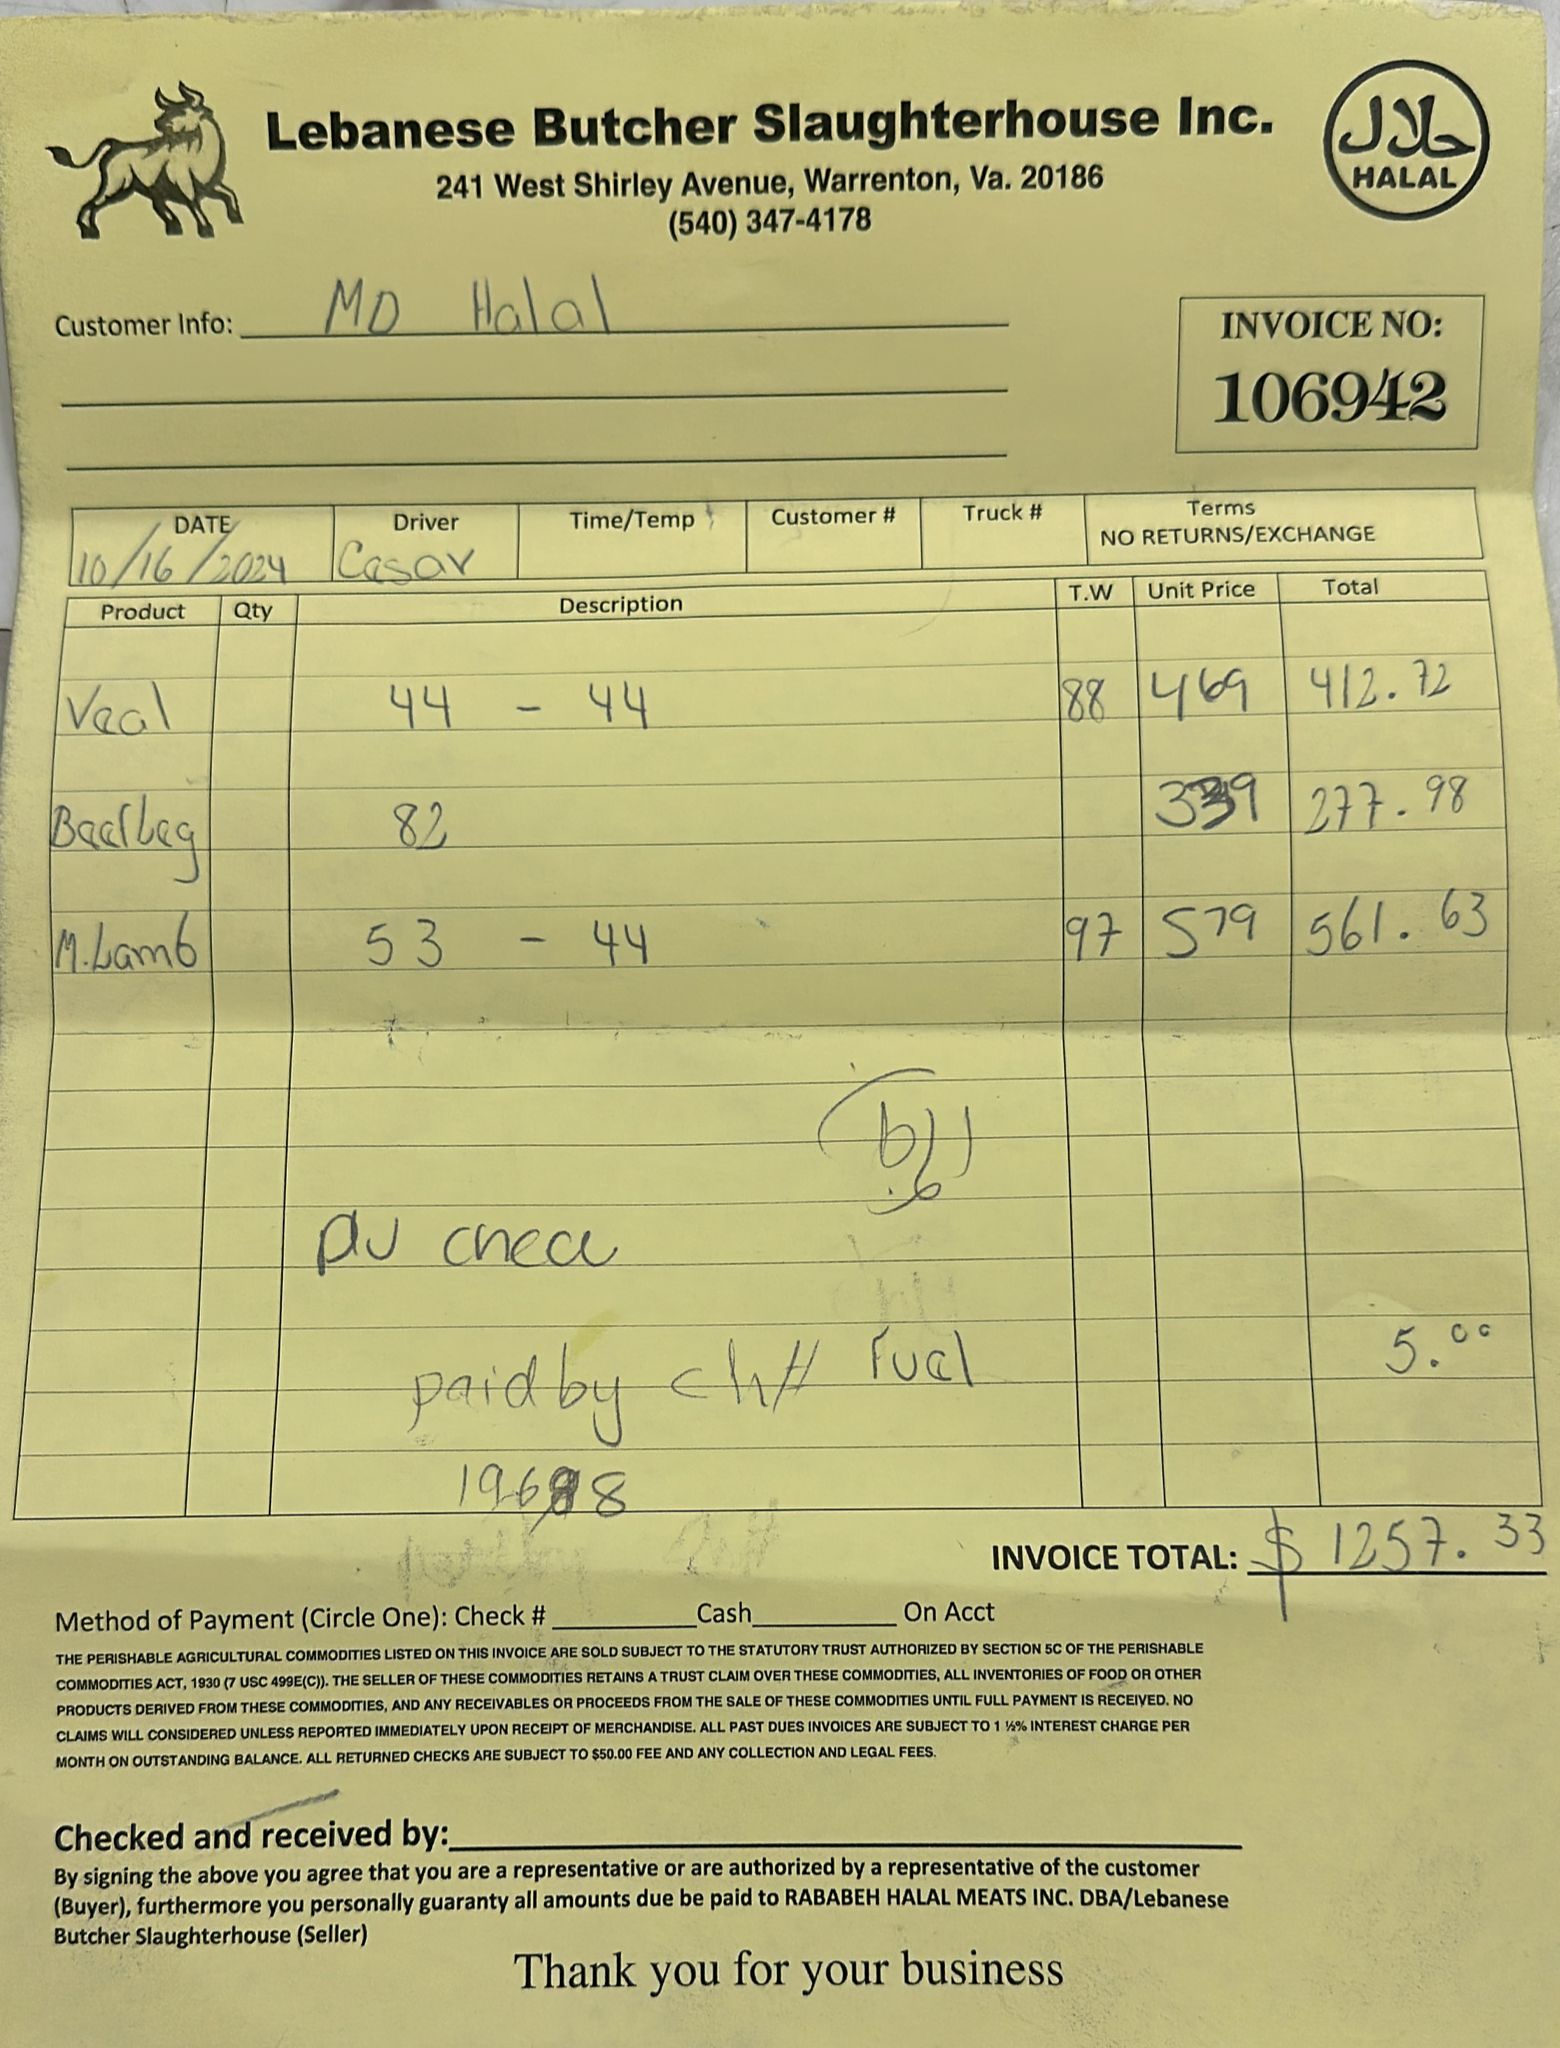 Lebanese Butcher Slaughterhouse Inc.
241 West Shirley Avenue, Warrenton, Va. 20186
(540) 347-4178
حلال
HALAL
Customer Info: MD Halal
INVOICE NO:
106942
DATE Driver Time/Temp Customer # Truck # Terms
NO RETURNS/EXCHANGE
10/16/2024 Cesar
Product Qty Description T.W Unit Price Total
Veal 44 - 44 88 469 412.72
Beef Leg 82 339 277.98
M.Lamb 53 - 44 97 579 561.63
check
Fuel 5.00
paid by ch#
INVOICE TOTAL: $ 1257.33
Method of Payment (Circle One): Check # Cash On Acct
THE PERISHABLE AGRICULTURAL COMMODITIES LISTED ON THIS INVOICE ARE SOLD SUBJECT TO THE STATUTORY TRUST AUTHORIZED BY SECTION 5C OF THE PERISHABLE
COMMODITIES ACT, 1930 (7 USC 499E(C)). THE SELLER OF THESE COMMODITIES RETAINS A TRUST CLAIM OVER THESE COMMODITIES, ALL INVENTORIES OF FOOD OR OTHER
PRODUCTS DERIVED FROM THESE COMMODITIES, AND ANY RECEIVABLES OR PROCEEDS FROM THE SALE OF THESE COMMODITIES UNTIL FULL PAYMENT IS RECEIVED. NO
CLAIMS WILL CONSIDERED UNLESS REPORTED IMMEDIATELY UPON RECEIPT OF MERCHANDISE. ALL PAST DUES INVOICES ARE SUBJECT TO 1 ½% INTEREST CHARGE PER
MONTH ON OUTSTANDING BALANCE. ALL RETURNED CHECKS ARE SUBJECT TO $50.00 FEE AND ANY COLLECTION AND LEGAL FEES.
Checked and received by:
By signing the above you agree that you are a representative or are authorized by a representative of the customer
(Buyer), furthermore you personally guaranty all amounts due be paid to RABABEH HALAL MEATS INC. DBA/Lebanese
Butcher Slaughterhouse (Seller)
Thank you for your business